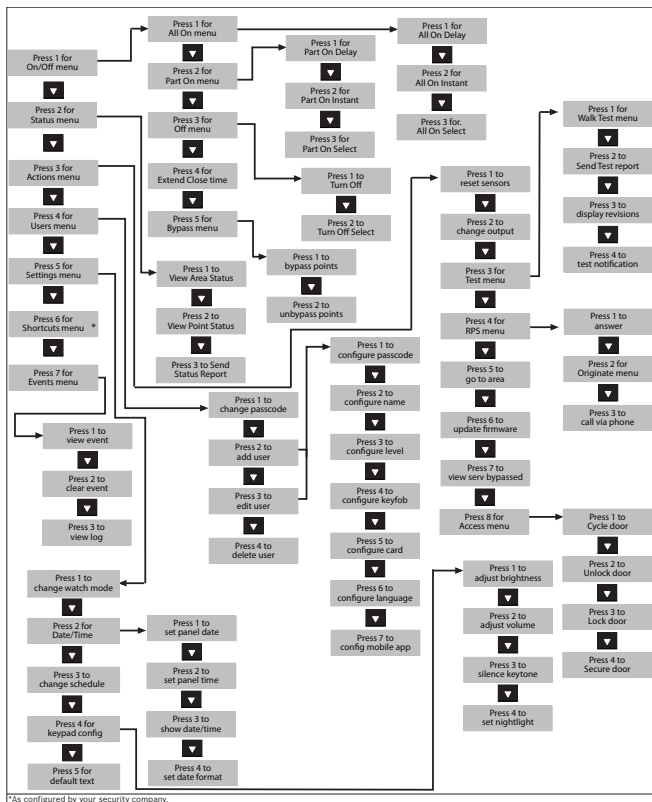 Press 1 for
On/Off menu
Press 2 for
Status menu
Press 3 for
Actions menu
Press 4 for
Users menu
Press 5 for
Settings menu
Press 6 for
Shortcuts menu *
Press 7 for
Events menu
Press 1 for
All On menu
Press 2 for
Part On menu
Press 3 for
Off menu
Press 4 for
Extend Close time
Press 5 for
Bypass menu
Press 1 for
Part On Delay
Press 2 for
Part On Instant
Press 3 for
Part On Select
Press 1 for
All On Delay
Press 2 for
All On Instant
Press 3 for.
All On Select
Press 1 to
Turn Off
Press 2 to
Turn Off Select
Press 1 to
bypass points
Press 2 to
unbypass points
Press 1 to
View Area Status
Press 2 to
View Point Status
Press 3 to Send
Status Report
Press 1 to
reset sensors
Press 2 to
change output
Press 3 for
Test menu
Press 4 for
RPS menu
Press 5 to
go to area
Press 6 to
update firmware
Press 7 to
view serv bypassed
Press 8 for
Access menu
Press 1 for
Walk Test menu
Press 2 to
Send Test report
Press 3 to
display revisions
Press 4 to
test notification
Press 1 to
answer
Press 2 for
Originate menu
Press 3 to
call via phone
Press 1 to
Cycle door
Press 2 to
Unlock door
Press 3 to
Lock door
Press 4 to
Secure door
Press 1 to
change passcode
Press 2 to
add user
Press 3 to
edit user
Press 4 to
delete user
Press 1 to
configure passcode
Press 2 to
configure name
Press 3 to
configure level
Press 4 to
configure keyfob
Press 5 to
configure card
Press 6 to
configure language
Press 7 to
config mobile app
Press 1 to
view event
Press 2 to
clear event
Press 3 to
view log
Press 1 to
change watch mode
Press 2 for
Date/Time
Press 3 to
change schedule
Press 4 for
keypad config
Press 5 for
default text
Press 1 to
set panel date
Press 2 to
set panel time
Press 3 to
show date/time
Press 4 to
set date format
Press 1 to
adjust brightness
Press 2 to
adjust volume
Press 3 to
silence keytone
Press 4 to
set nightlight
*As configured by your security company.